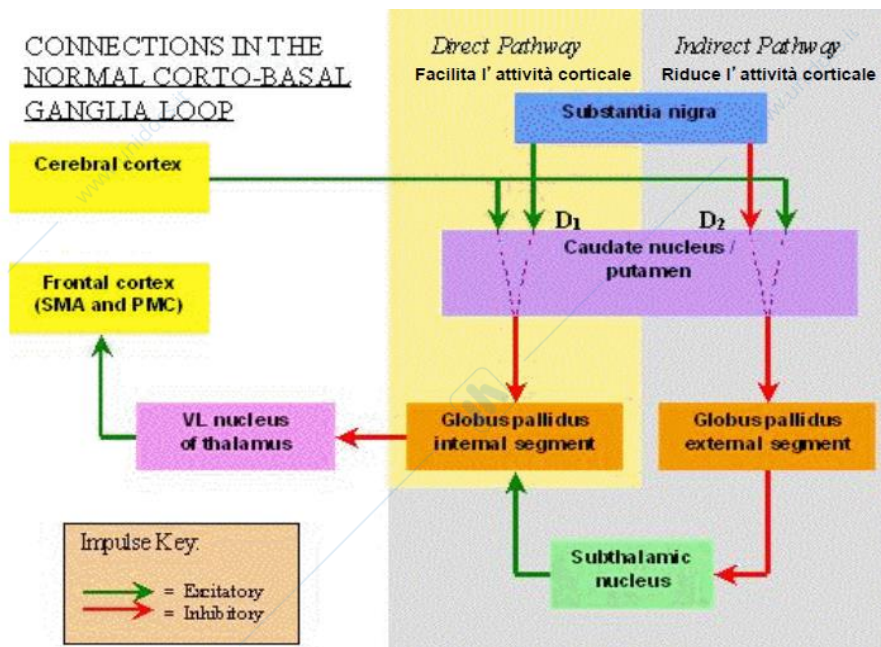 CONNECTIONS IN THE
NORMAL CORTO-BASAL
GANGLIA LOOP
Direct Pathway
Facilita l'attività corticale
Indirect Pathway
Riduce l'attività corticale
Substantia nigra
Cerebral cortex
D1
D2
Caudate nucleus /
putamen
Frontal cortex
(SMA and PMC)
VL nucleus
of thalamus
Globus pallidus
internal segment
Globus pallidus
external segment
Subthalamic
nucleus
Impulse Key:
= Excitatory
= Inhibitory